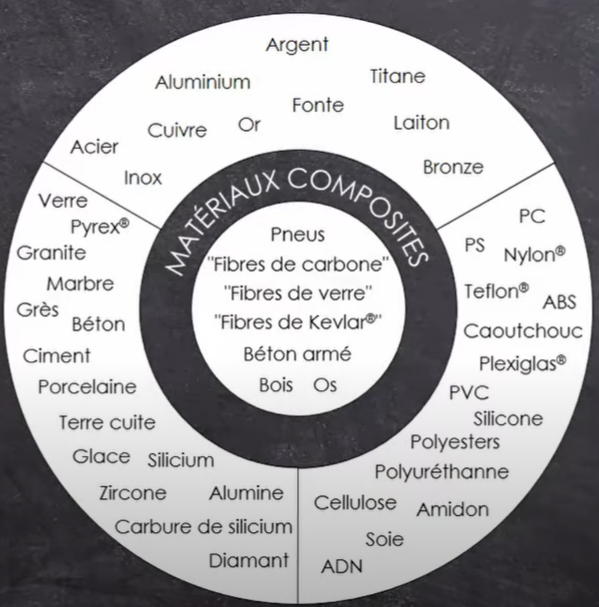 Argent
Aluminium
Titane
Fonte
Cuivre
Or
Laiton
Acier
Inox
Bronze
MATÉRIAUX COMPOSITES
Pneus
"Fibres de carbone"
"Fibres de verre"
"Fibres de Kevlar®"
Béton armé
Bois Os
Verre
Pyrex®
Granite
Marbre
Grès
Béton
Ciment
Porcelaine
Terre cuite
Glace Silicium
Zircone Alumine
Carbure de silicium
Diamant
PC
PS
Nylon®
Teflon®
ABS
Caoutchouc
Plexiglas®
PVC
Silicone
Polyesters
Polyuréthanne
Cellulose Amidon
Soie
ADN